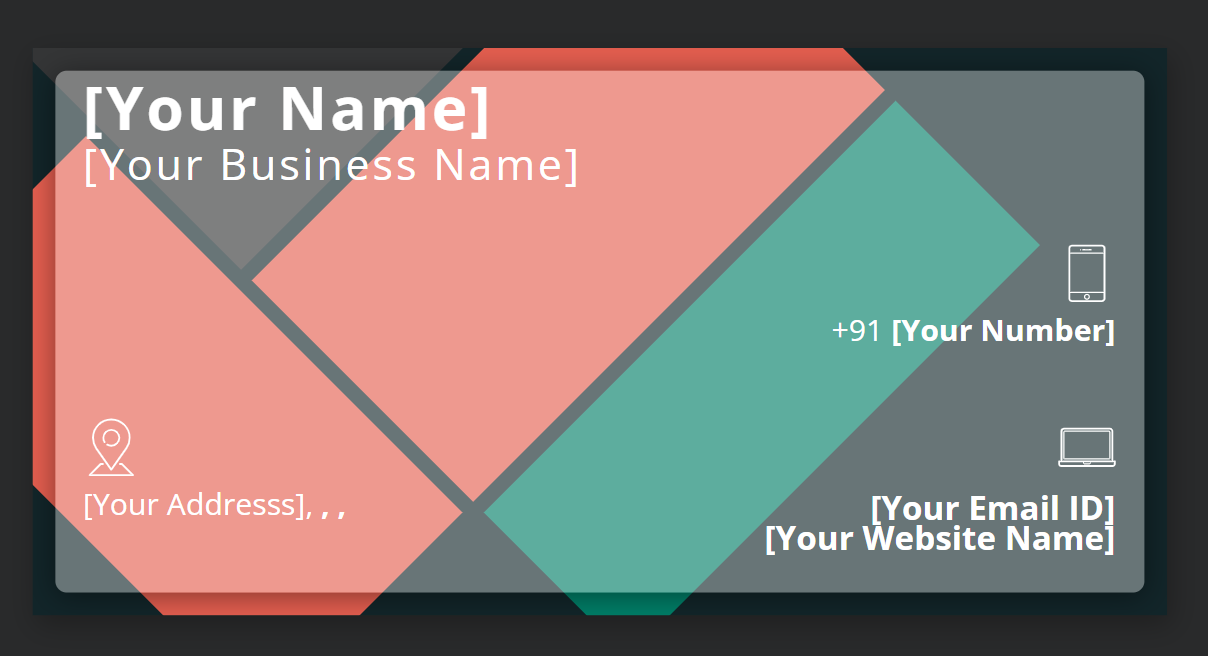 [Your Name]
[Your Business Name]
+91 [Your Number]
[Your Addresss], , ,
[Your Email ID]
[Your Website Name]